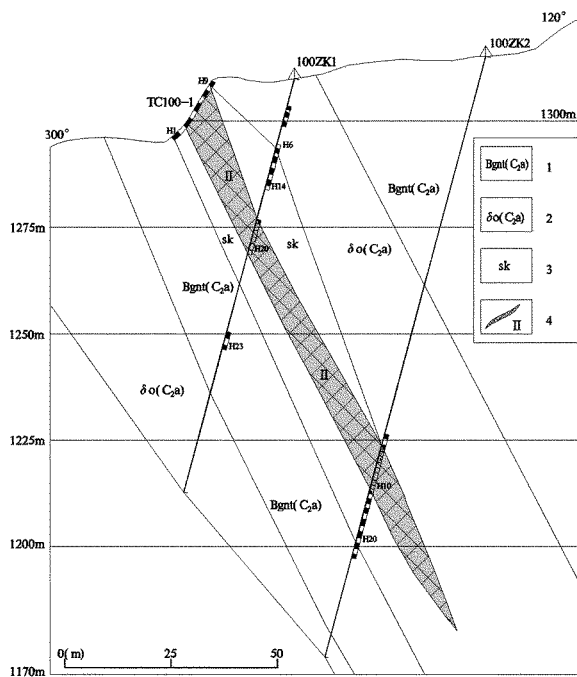 120°
100ZK2
100ZK1
H9
TC100-1
H1
300°
1300m
H6
Bgnt(C₂a)
H14
II
1275m
sk
H20
sk
δo(C₂a)
Bgnt(C₂a)
1250m
H23
II
δo(C₂a)
1225m
H10
Bgnt(C₂a)
H20
1200m
0(m) 25 50
1170m
Bgnt(C₂a) 1
δo(C₂a) 2
sk 3
II 4